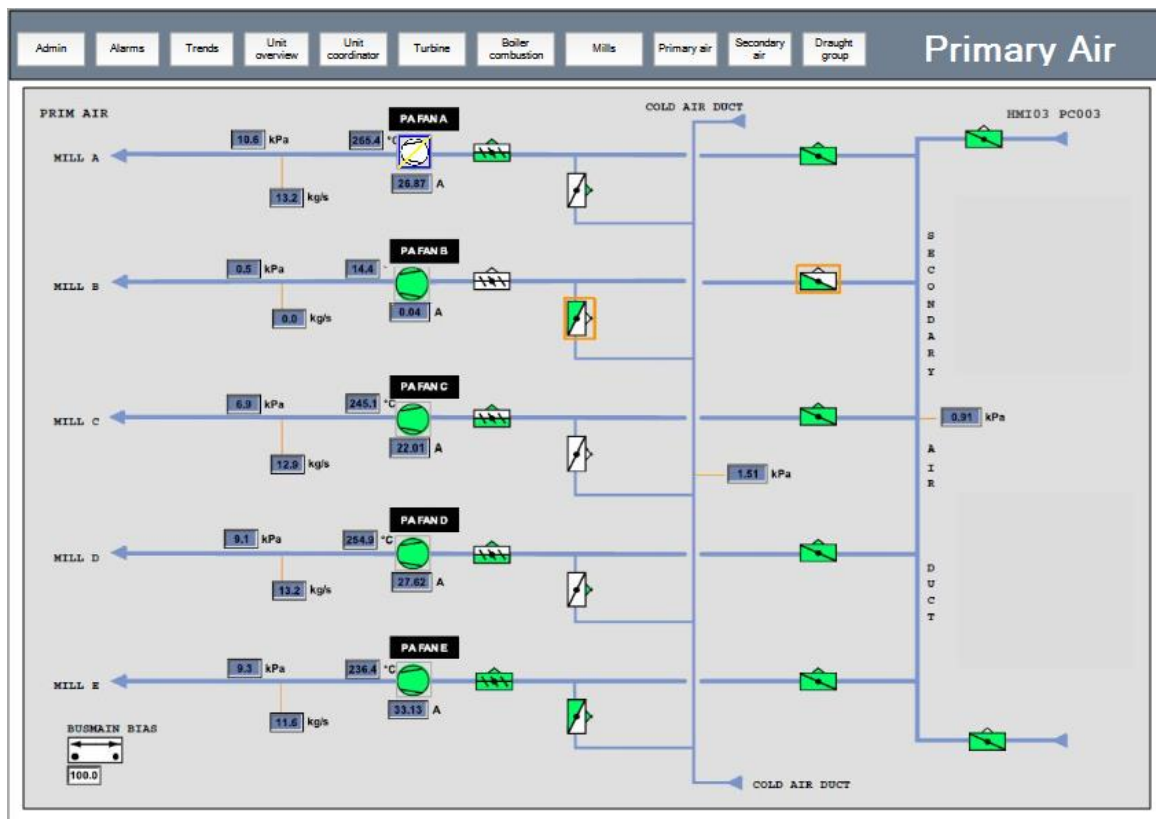 Admin
Alarms
Trends
Unit overview
Unit coordinator
Turbine
Boiler combustion
Mills
Primary air
Secondary air
Draught group
Primary Air
PRIM AIR
COLD AIR DUCT
HMI03 PC003
PA FAN A
10.6 kPa
265.4 °C
MILL A
26.87 A
13.2 kg/s
PA FAN B
0.5 kPa
14.4
MILL B
0.04 A
0.0 kg/s
PA FAN C
6.9 kPa
245.1 °C
MILL C
22.01 A
12.9 kg/s
SECONDARY AIR DUCT
0.91 kPa
1.51 kPa
PA FAN D
9.1 kPa
254.9 °C
MILL D
27.62 A
13.2 kg/s
PA FAN E
9.3 kPa
236.4 °C
MILL E
33.13 A
11.6 kg/s
BUSMAIN BIAS
100.0
COLD AIR DUCT